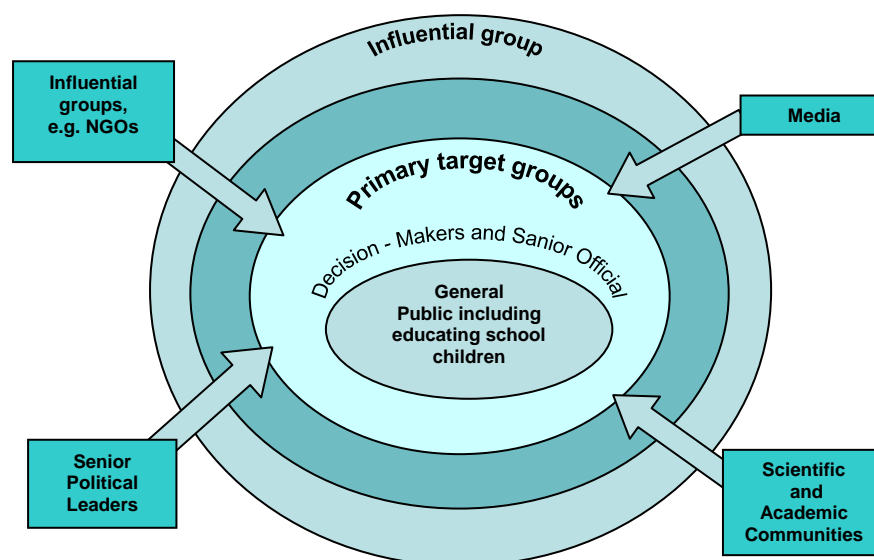 Influential group
Influential
groups,
e.g. NGOs
Media
Primary target groups
Decision - Makers and Sanior Official
General
Public including
educating school
children
Senior
Political
Leaders
Scientific
and
Academic
Communities